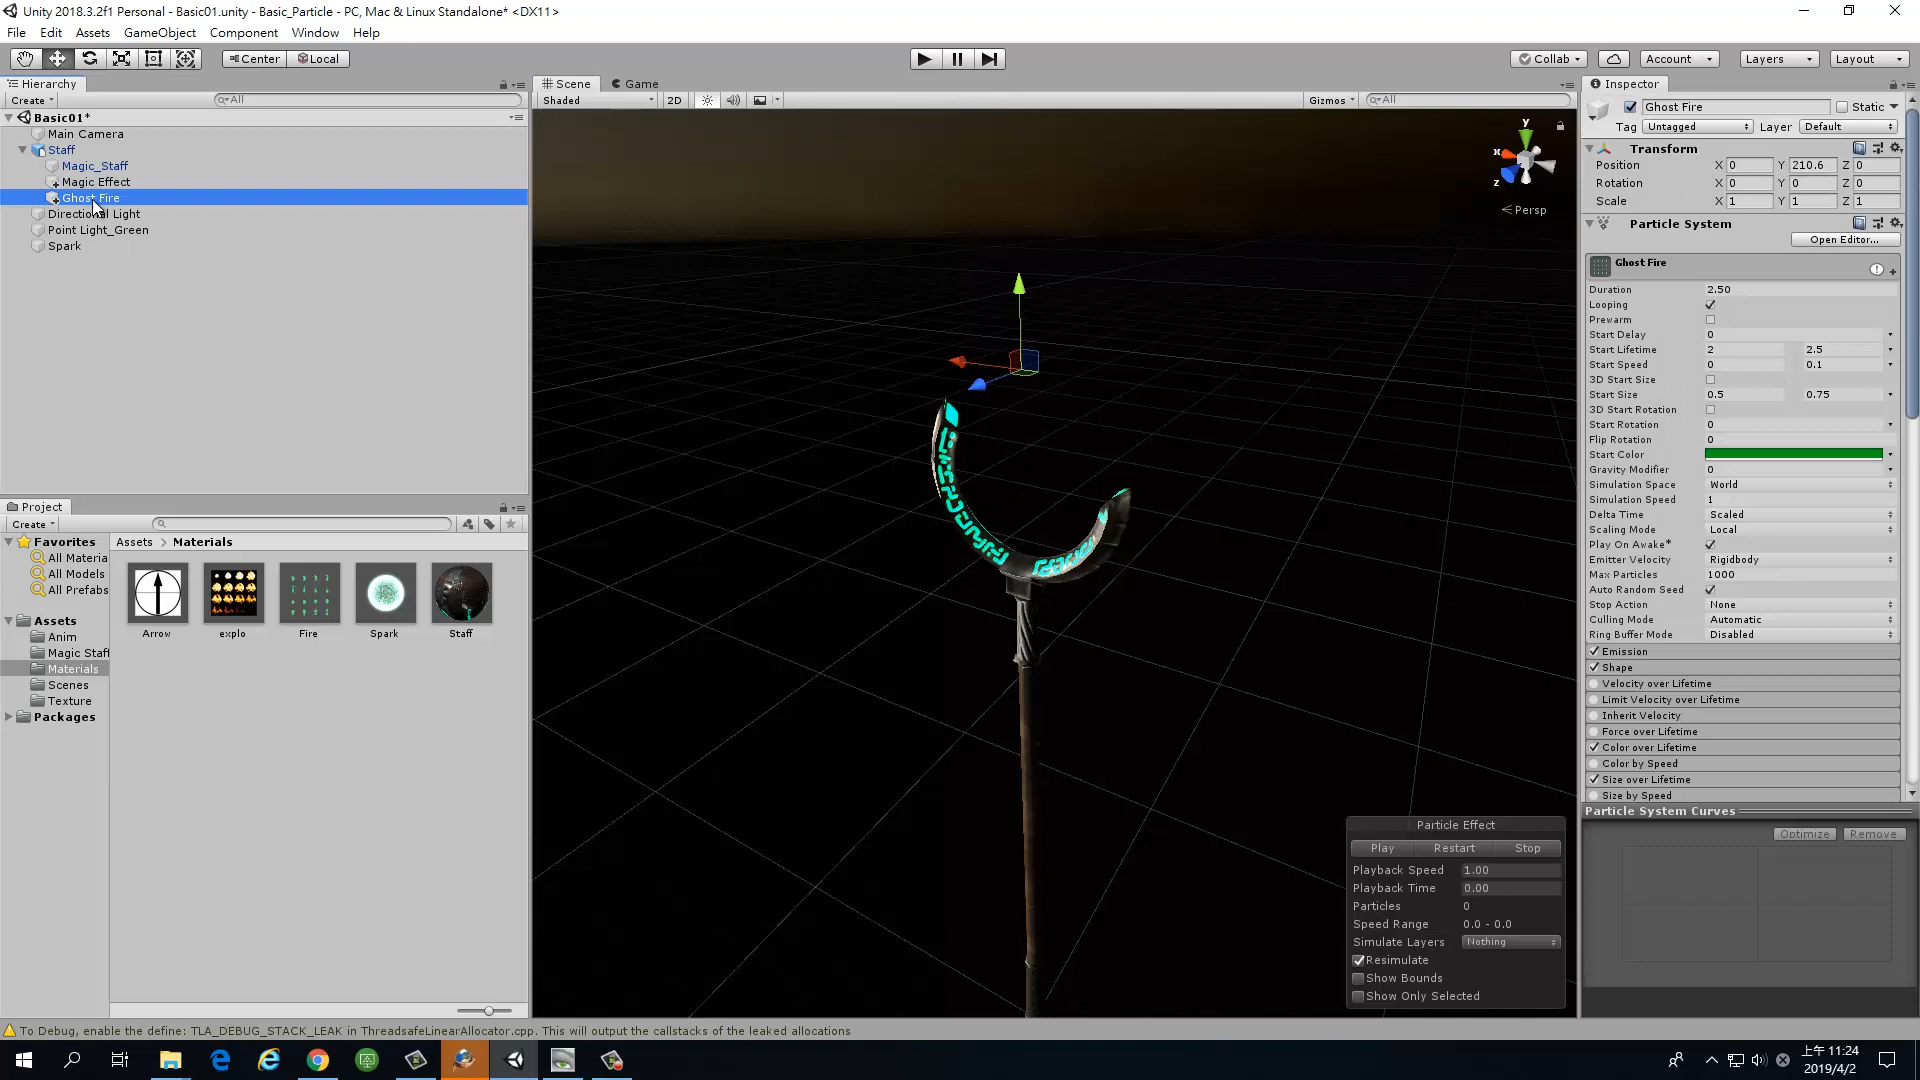 Unity 2018.3.2f1 Personal - Basic01.unity - Basic_Particle - PC, Mac & Linux Standalone* <DX11>
File Edit Assets GameObject Component Window Help
Center Local Collab Account Layers Layout
Hierarchy
Create All
Basic01*
Main Camera
Staff
Magic_Staff
Magic Effect
Ghost Fire
Directional Light
Point Light_Green
Spark
Project
Create
Favorites
All Materia
All Models
All Prefabs
Assets
Anim
Magic Staff
Materials
Scenes
Texture
Packages
Assets > Materials
Arrow explo Fire Spark Staff
Scene Game
Shaded 2D Gizmos All
y
x
z
< Persp
Particle Effect
Play Restart Stop
Playback Speed 1.00
Playback Time 0.00
Particles 0
Speed Range 0.0 - 0.0
Simulate Layers Nothing
Resimulate
Show Bounds
Show Only Selected
Inspector
Ghost Fire Static
Tag Untagged Layer Default
Transform
Position X 0 Y 210.6 Z 0
Rotation X 0 Y 0 Z 0
Scale X 1 Y 1 Z 1
Particle System
Open Editor...
Ghost Fire
Duration 2.50
Looping
Prewarm
Start Delay 0
Start Lifetime 2 2.5
Start Speed 0 0.1
3D Start Size
Start Size 0.5 0.75
3D Start Rotation
Start Rotation 0
Flip Rotation 0
Start Color
Gravity Modifier 0
Simulation Space World
Simulation Speed 1
Delta Time Scaled
Scaling Mode Local
Play On Awake*
Emitter Velocity Rigidbody
Max Particles 1000
Auto Random Seed
Stop Action None
Culling Mode Automatic
Ring Buffer Mode Disabled
Emission
Shape
Velocity over Lifetime
Limit Velocity over Lifetime
Inherit Velocity
Force over Lifetime
Color over Lifetime
Color by Speed
Size over Lifetime
Size by Speed
Particle System Curves
Optimize Remove
To Debug, enable the define: TLA_DEBUG_STACK_LEAK in ThreadsafeLinearAllocator.cpp. This will output the callstacks of the leaked allocations
上午 11:24
2019/4/2